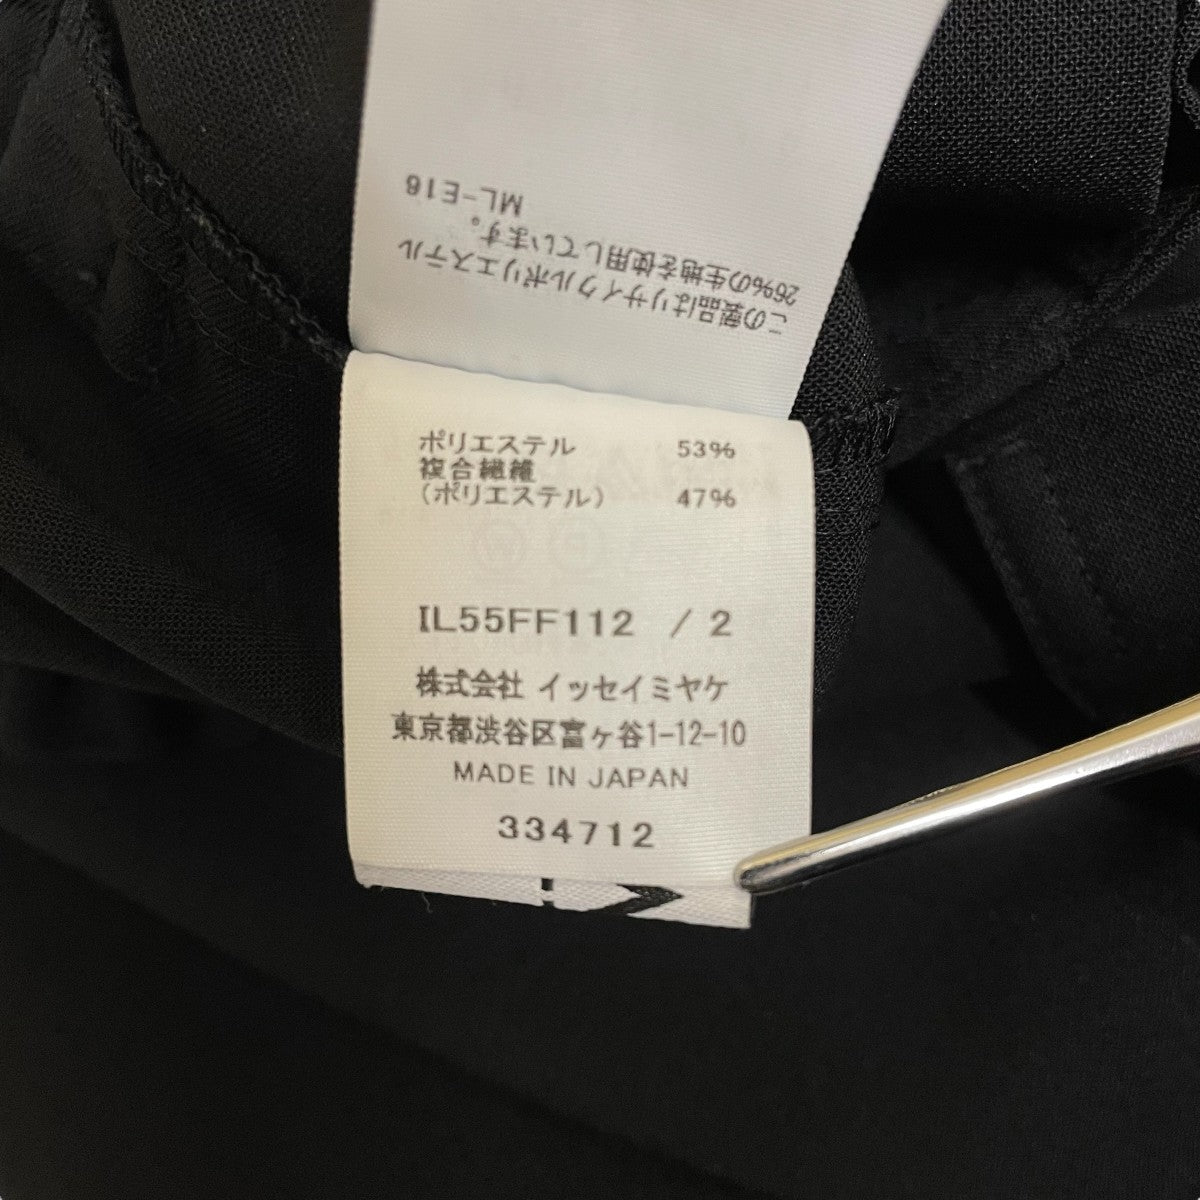 この製品はリサイクルポリエステル
26%の生地を使用しています。
ML-E16
ポリエステル 53%
複合繊維
(ポリエステル) 47%
IL55FF112 / 2
株式会社 イッセイミヤケ
東京都渋谷区富ヶ谷1-12-10
MADE IN JAPAN
334712